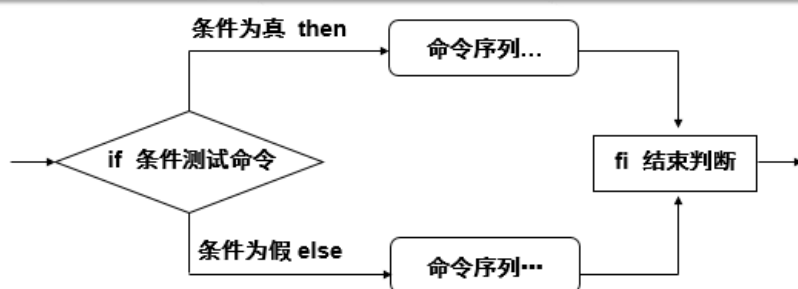 条件为真 then
命令序列...
if 条件测试命令
fi 结束判断
条件为假 else
命令序列…